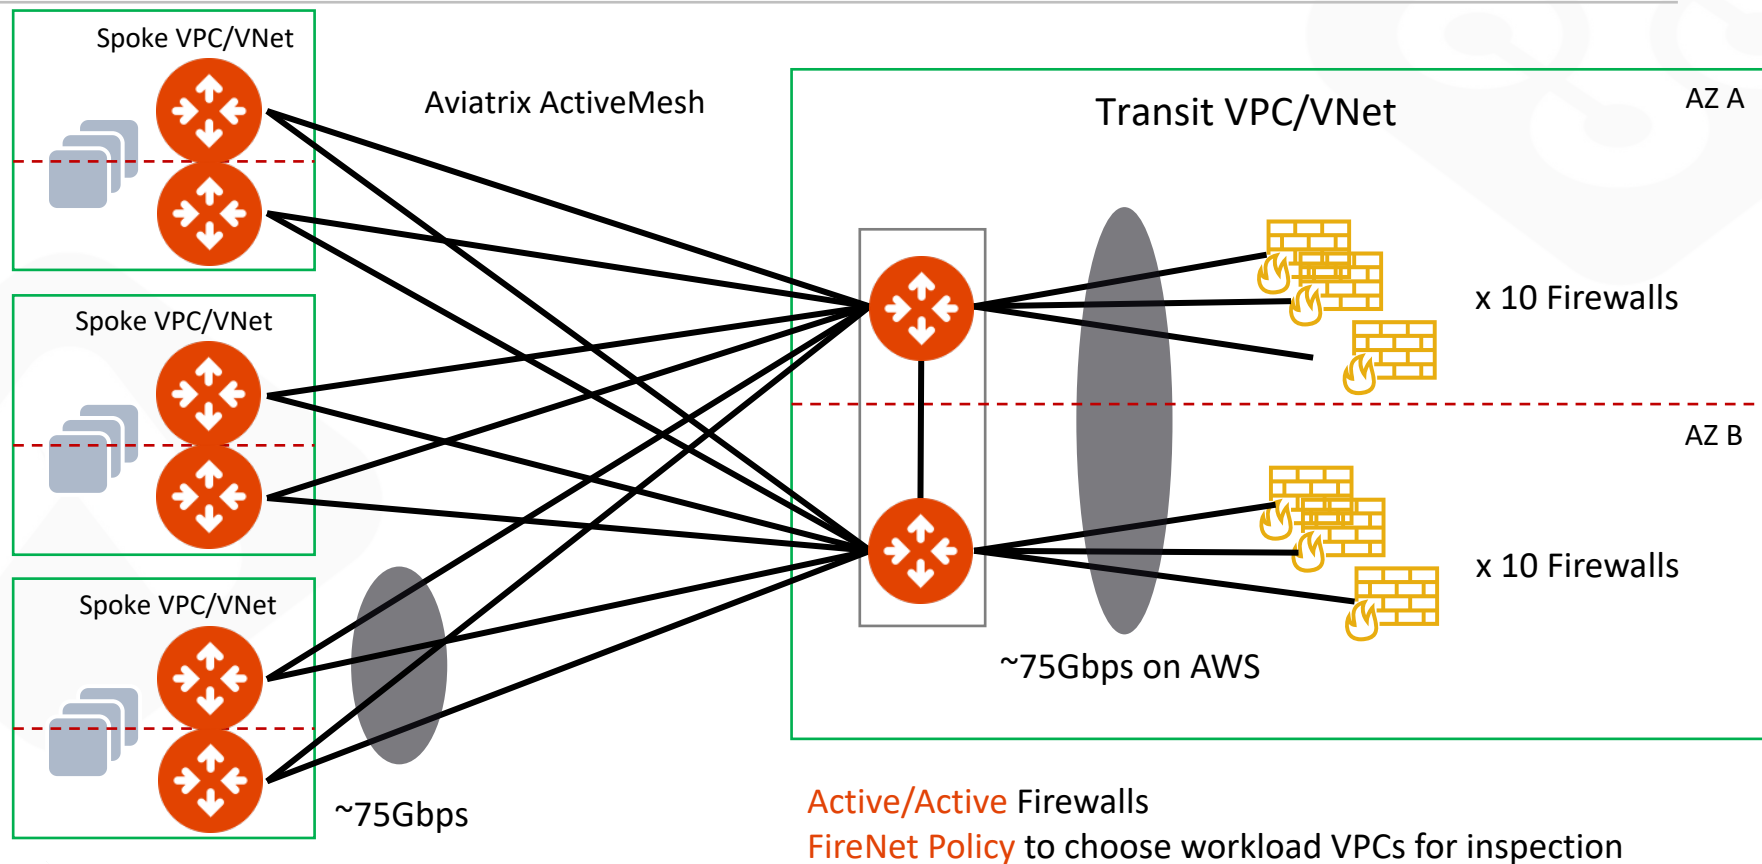 Spoke VPC/VNet
Aviatrix ActiveMesh
Transit VPC/VNet
AZ A
x 10 Firewalls
Spoke VPC/VNet
AZ B
x 10 Firewalls
Spoke VPC/VNet
~75Gbps on AWS
~75Gbps
Active/Active Firewalls
FireNet Policy to choose workload VPCs for inspection